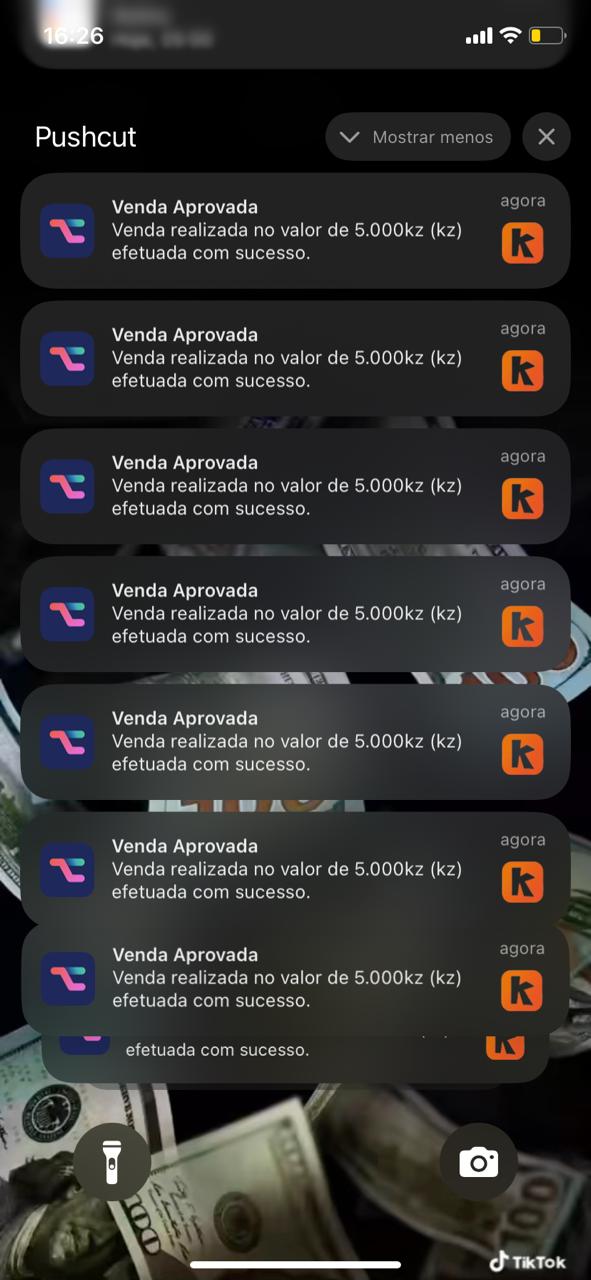 16:26
Pushcut
Mostrar menos
Venda Aprovada
agora
Venda realizada no valor de 5.000kz (kz)
efetuada com sucesso.
Venda Aprovada
agora
Venda realizada no valor de 5.000kz (kz)
efetuada com sucesso.
Venda Aprovada
agora
Venda realizada no valor de 5.000kz (kz)
efetuada com sucesso.
Venda Aprovada
agora
Venda realizada no valor de 5.000kz (kz)
efetuada com sucesso.
Venda Aprovada
agora
Venda realizada no valor de 5.000kz (kz)
efetuada com sucesso.
Venda Aprovada
agora
Venda realizada no valor de 5.000kz (kz)
efetuada com sucesso.
Venda Aprovada
agora
Venda realizada no valor de 5.000kz (kz)
efetuada com sucesso.
efetuada com sucesso.
100
TikTok